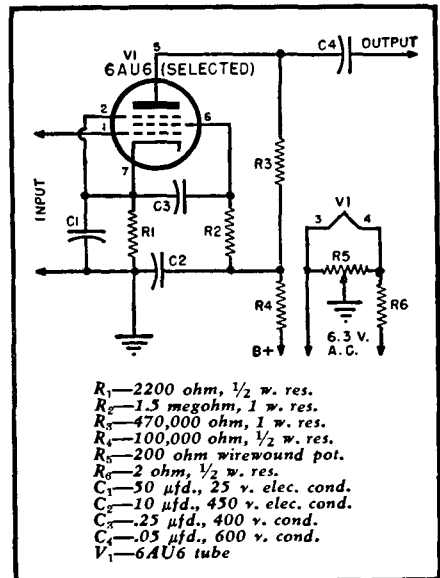 V1
6AU6 (SELECTED)
5
C4
OUTPUT
2
1
6
7
INPUT
C3
R3
C1
R1
C2
R2
V1
3
4
R5
R4
R6
B+
6.3 V.
A.C.
R₁—2200 ohm, ½ w. res.
R₂—1.5 megohm, 1 w. res.
R₃—470,000 ohm, 1 w. res.
R₄—100,000 ohm, ½ w. res.
R₅—200 ohm wirewound pot.
R₆—2 ohm, ½ w. res.
C₁—50 μfd., 25 v. elec. cond.
C₂—10 μfd., 450 v. elec. cond.
C₃—.25 μfd., 400 v. cond.
C₄—.05 μfd., 600 v. cond.
V₁—6AU6 tube